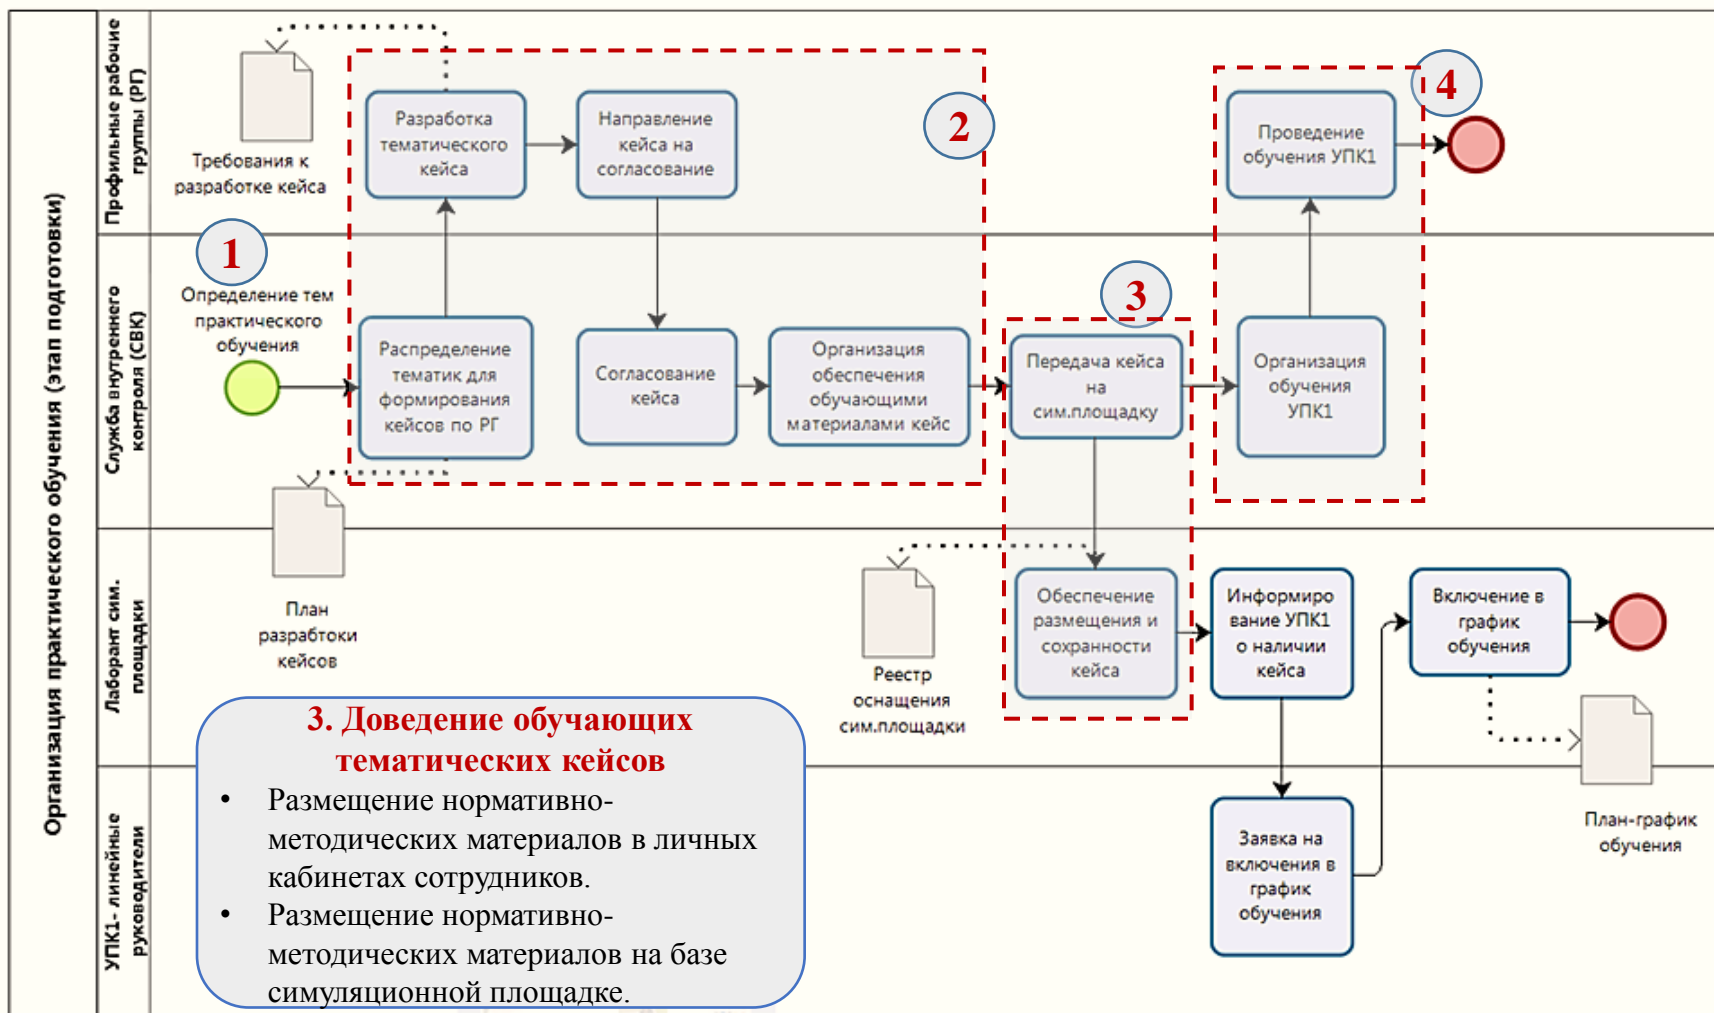 Организация практического обучения (этап подготовки)
Профильные рабочие
группы (РГ)
Требования к
разработке кейса
Разработка
тематического
кейса
Направление
кейса на
согласование
2
Проведение
обучения УПК1
4
Служба внутреннего
контроля (СВК)
1
Определение тем
практического
обучения
Распределение
тематик для
формирования
кейсов по РГ
Согласование
кейса
Организация
обеспечения
обучающими
материалами кейс
3
Передача кейса
на
сим.площадку
Организация
обучения
УПК1
Лаборант сим.
площадки
План
разрабтоки
кейсов
Реестр
оснащения
сим.площадки
Обеспечение
размещения и
сохранности
кейса
Информиро
вание УПК1
о наличии
кейса
Включение в
график
обучения
План-график
обучения
УПК1- линейные
руководители
Заявка на
включения в
график
обучения
3. Доведение обучающих
тематических кейсов
• Размещение нормативно-
методических материалов в личных
кабинетах сотрудников.
• Размещение нормативно-
методических материалов на базе
симуляционной площадке.